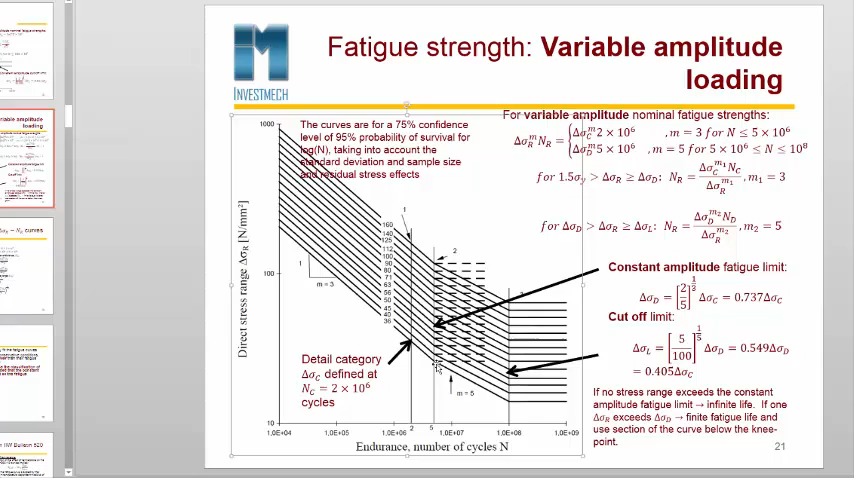 INVESTMECH
Fatigue strength: Variable amplitude
loading
The curves are for a 75% confidence
level of 95% probability of survival for
log(N), taking into account the
standard deviation and sample size
and residual stress effects
For variable amplitude nominal fatigue strengths:
Δσ_R^m N_R = { Δσ_C^m 2 × 10^6 , m = 3 for N ≤ 5 × 10^6
Δσ_D^m 5 × 10^6 , m = 5 for 5 × 10^6 ≤ N ≤ 10^8
for 1.5σ_y > Δσ_R ≥ Δσ_D: N_R = Δσ_C^m1 N_C / Δσ_R^m1 , m_1 = 3
for Δσ_D > Δσ_R ≥ Δσ_L: N_R = Δσ_D^m2 N_D / Δσ_R^m2 , m_2 = 5
Constant amplitude fatigue limit:
Δσ_D = [2/5]^(1/3) Δσ_C = 0.737Δσ_C
Cut off limit:
Δσ_L = [5/100]^(1/5) Δσ_D = 0.549Δσ_D
= 0.405Δσ_C
If no stress range exceeds the constant
amplitude fatigue limit → infinite life. If one
Δσ_R exceeds Δσ_D → finite fatigue life and
use section of the curve below the knee-
point.
21
Direct stress range Δσ_R [N/mm²]
1000
100
10
1
m = 3
160
140
125
112
100
90
80
71
63
56
50
45
40
36
1
2
m = 5
Detail category
Δσ_C defined at
N_C = 2 × 10^6
cycles
2
5
1,0E+04 1,0E+05 1,0E+06 1,0E+07 1,0E+08 1,0E+09
Endurance, number of cycles N
variable amplitude
loading
curves